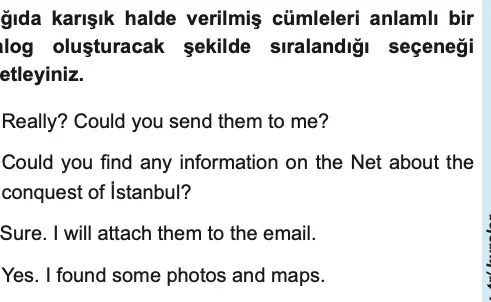 ğıda karışık halde verilmiş cümleleri anlamlı bir
log oluşturacak şekilde sıralandığı seçeneği
etleyiniz.
Really? Could you send them to me?
Could you find any information on the Net about the
conquest of İstanbul?
Sure. I will attach them to the email.
Yes. I found some photos and maps.